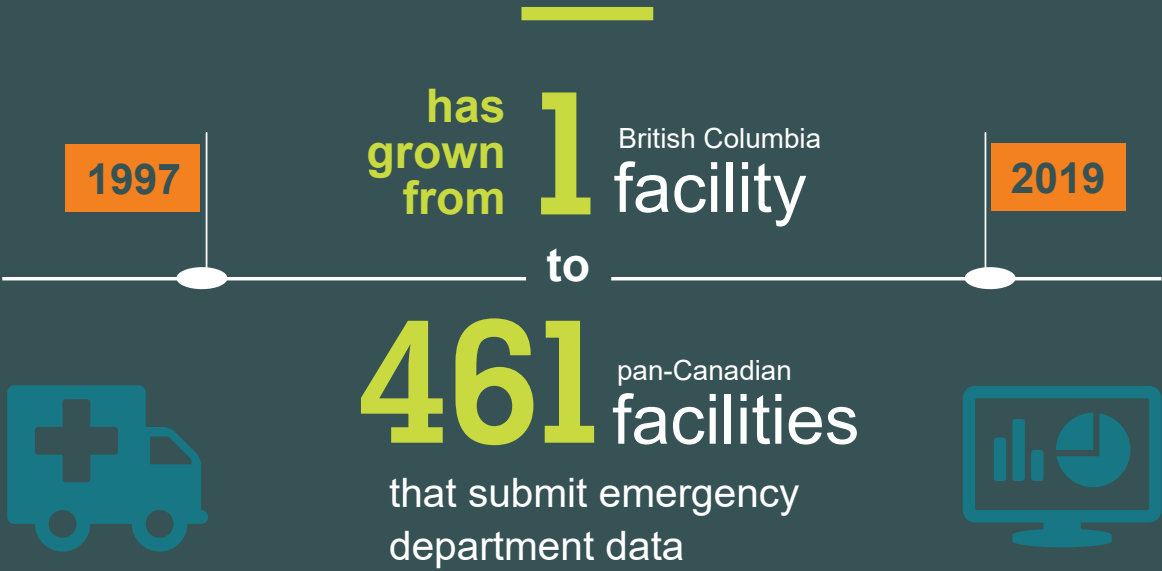 has
grown
from
1
British Columbia
facility
1997
2019
to
461
pan-Canadian
facilities
that submit emergency
department data